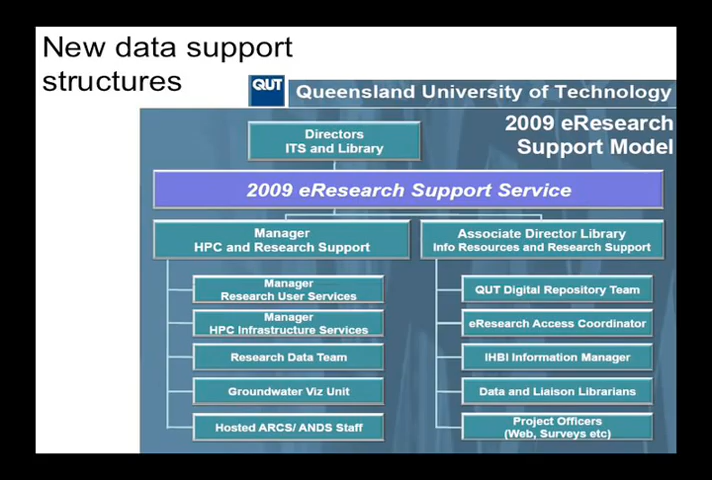 New data support
structures
QUT
Queensland University of Technology
2009 eResearch
Support Model
Directors
ITS and Library
2009 eResearch Support Service
Manager
HPC and Research Support
Associate Director Library
Info Resources and Research Support
Manager
Research User Services
QUT Digital Repository Team
Manager
HPC Infrastructure Services
eResearch Access Coordinator
Research Data Team
IHBI Information Manager
Groundwater Viz Unit
Data and Liaison Librarians
Hosted ARCS/ ANDS Staff
Project Officers
(Web, Surveys etc)